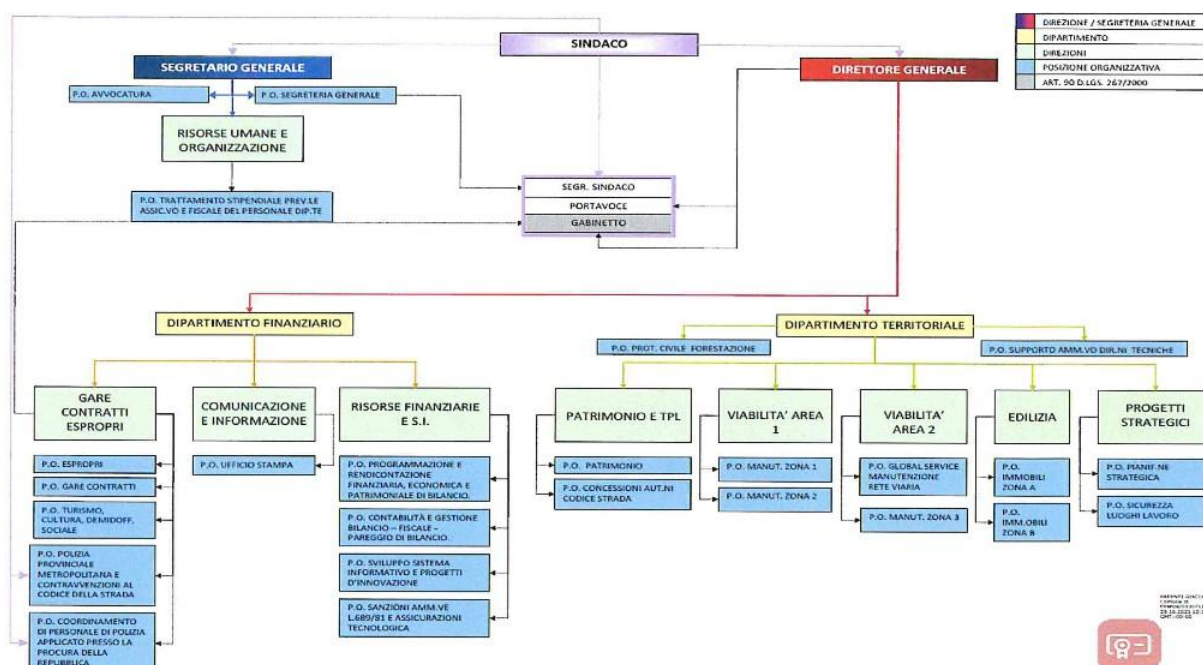 SINDACO
DIREZIONE / SEGRETERIA GENERALE
DIPARTIMENTO
DIREZIONI
POSIZIONE ORGANIZZATIVA
ART. 90 D.LGS. 267/2000
SEGRETARIO GENERALE
DIRETTORE GENERALE
P.O. AVVOCATURA
P.O. SEGRETERIA GENERALE
RISORSE UMANE E
ORGANIZZAZIONE
P.O. TRATTAMENTO STIPENDIALE PREV.LE
ASSIC.VO E FISCALE DEL PERSONALE DIP.TE
SEGR. SINDACO
PORTAVOCE
GABINETTO
DIPARTIMENTO FINANZIARIO
DIPARTIMENTO TERRITORIALE
P.O. PROT. CIVILE FORESTAZIONE
P.O. SUPPORTO AMM.VO DIR.NI TECNICHE
GARE
CONTRATTI
ESPROPRI
COMUNICAZIONE
E INFORMAZIONE
RISORSE FINANZIARIE
E S.I.
PATRIMONIO E TPL
VIABILITA' AREA
1
VIABILITA'
AREA 2
EDILIZIA
PROGETTI
STRATEGICI
P.O. ESPROPRI
P.O. GARE CONTRATTI
P.O. TURISMO,
CULTURA, DEMIDOFF,
SOCIALE
P.O. POLIZIA
PROVINCIALE
METROPOLITANA E
CONTRAVVENZIONI AL
CODICE DELLA STRADA
P.O. COORDINAMENTO
DI PERSONALE DI POLIZIA
APPLICATO PRESSO LA
PROCURA DELLA
REPUBBLICA
P.O. UFFICIO STAMPA
P.O. PROGRAMMAZIONE E
RENDICONTAZIONE
FINANZIARIA, ECONOMICA E
PATRIMONIALE DI BILANCIO.
P.O. CONTABILITÀ E GESTIONE
BILANCIO – FISCALE -
PAREGGIO DI BILANCIO.
P.O. SVILUPPO SISTEMA
INFORMATIVO E PROGETTI
D'INNOVAZIONE
P.O. SANZIONI AMM.VE
L.689/81 E ASSICURAZIONI
TECNOLOGICA
P.O. PATRIMONIO
P.O. CONCESSIONI AUT.NI
CODICE STRADA
P.O. MANUT. ZONA 1
P.O. MANUT. ZONA 2
P.O. GLOBAL SERVICE
MANUTENZIONE
RETE VIARIA
P.O. MANUT. ZONA 3
P.O.
IMMOBILI
ZONA A
P.O.
IMM.OBILI
ZONA B
P.O. PIANIF.NE
STRATEGICA
P.O. SICUREZZA
LUOGHI LAVORO